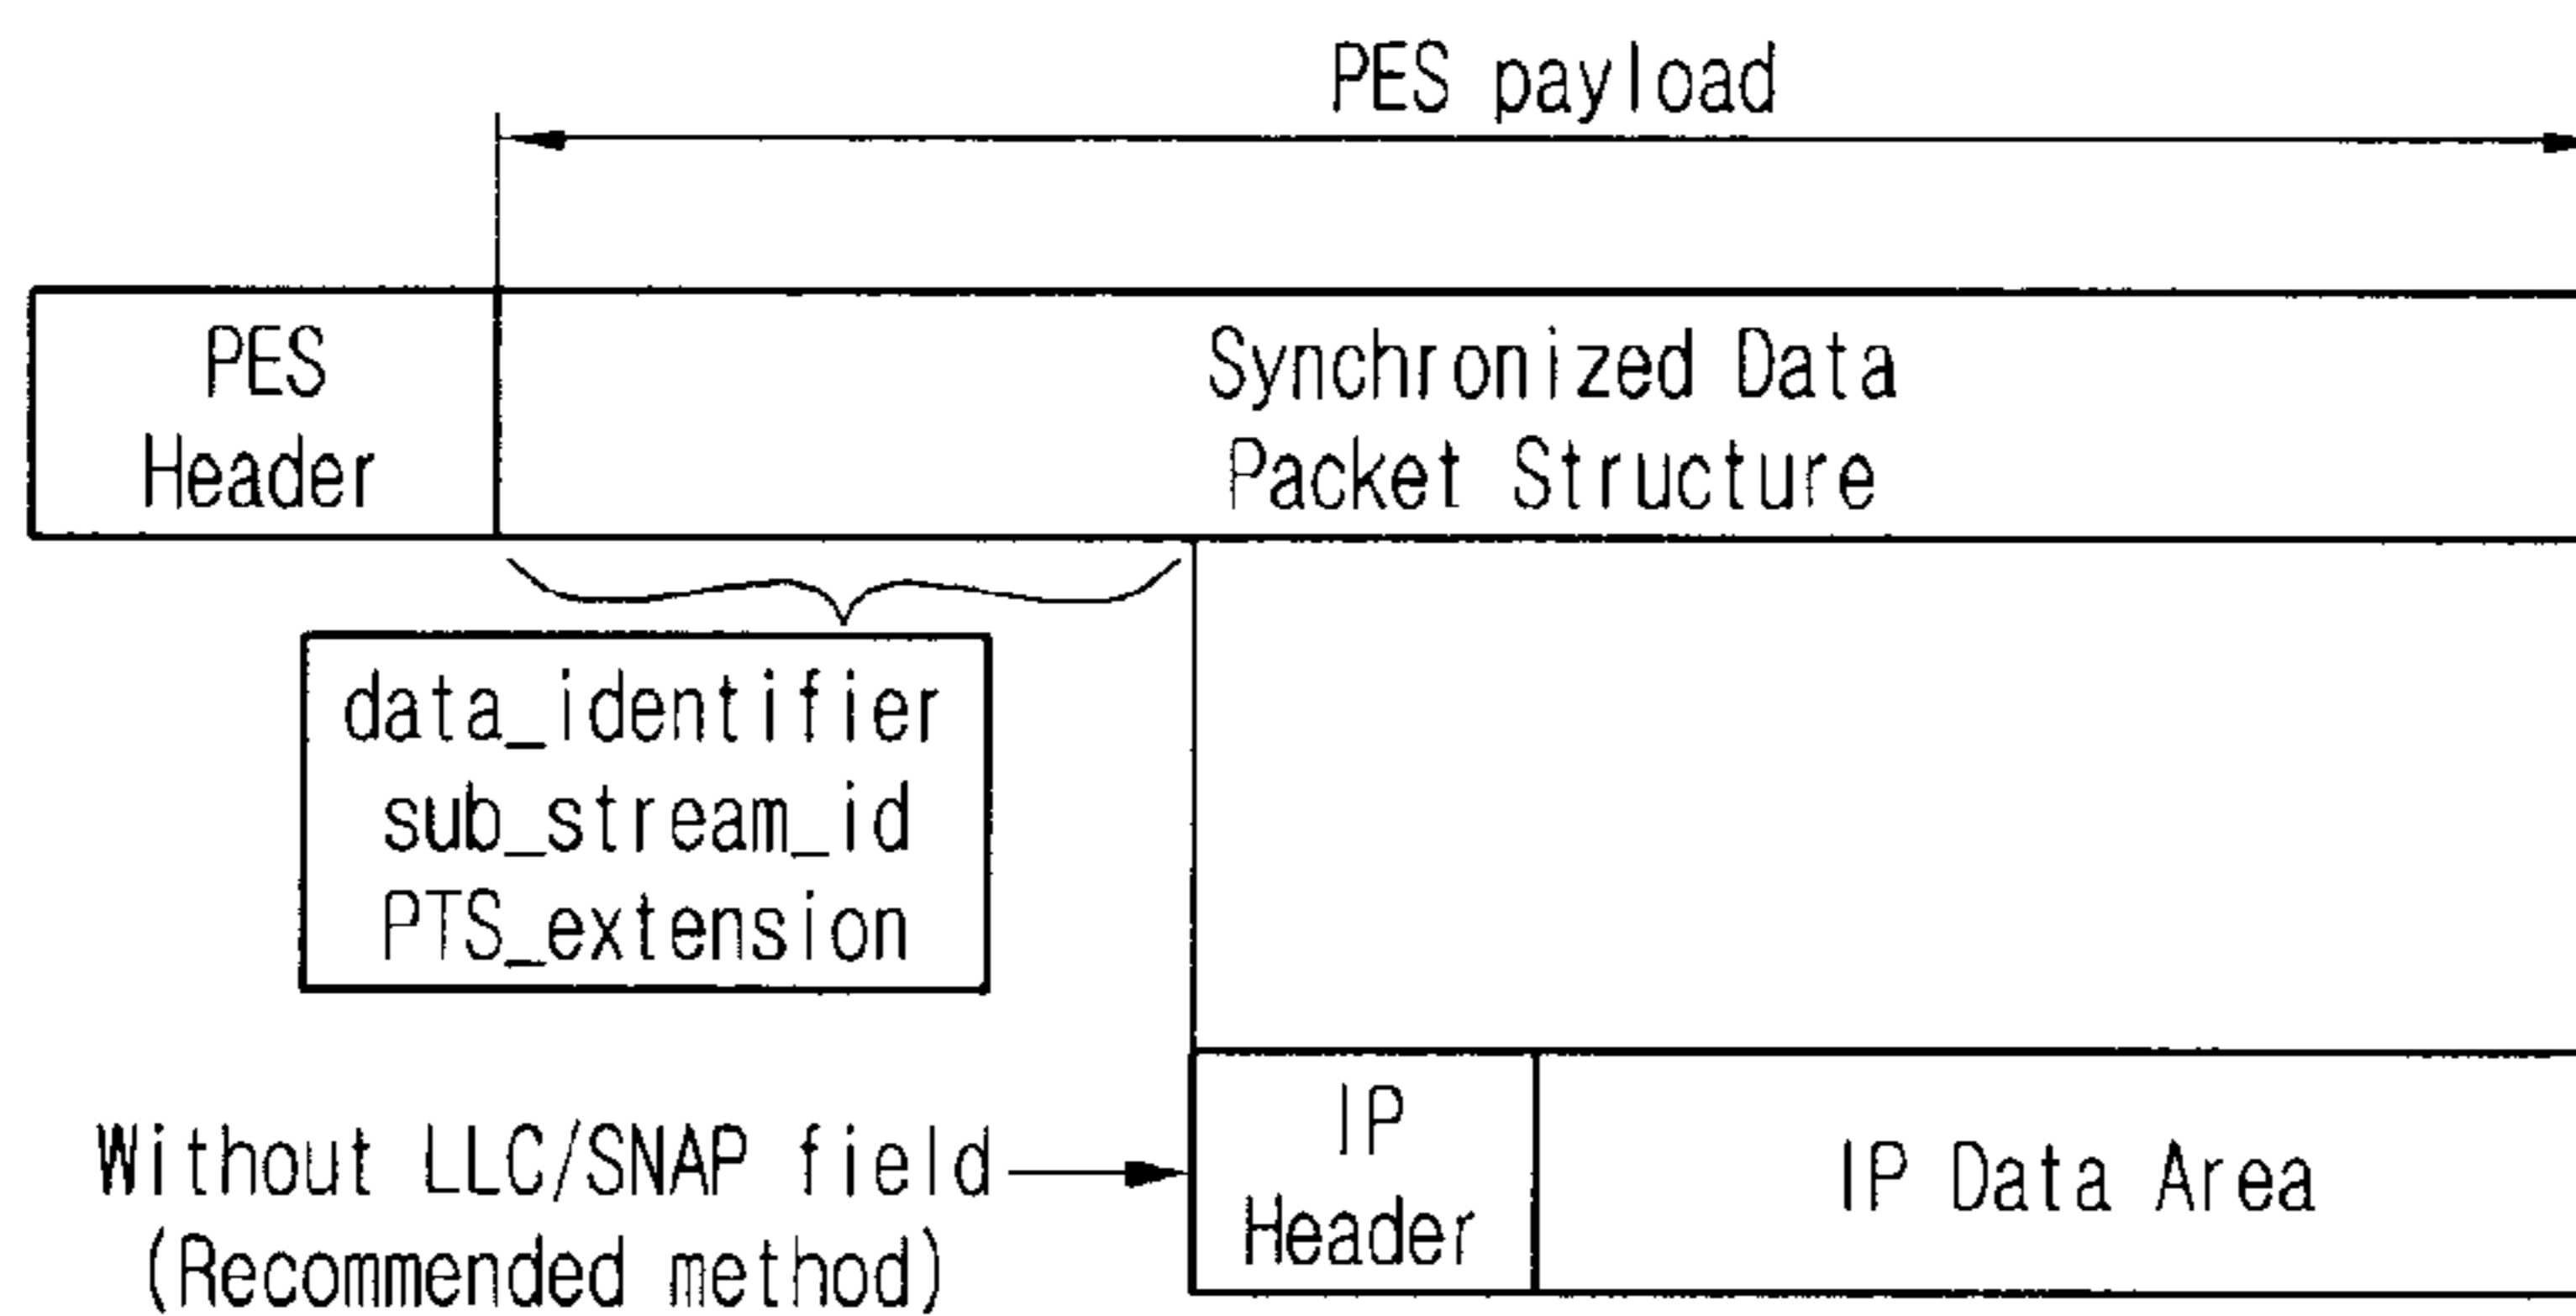 PES payload
PES
Header
Synchronized Data
Packet Structure
data_identifier
sub_stream_id
PTS_extension
Without LLC/SNAP field
(Recommended method)
IP
Header
IP Data Area